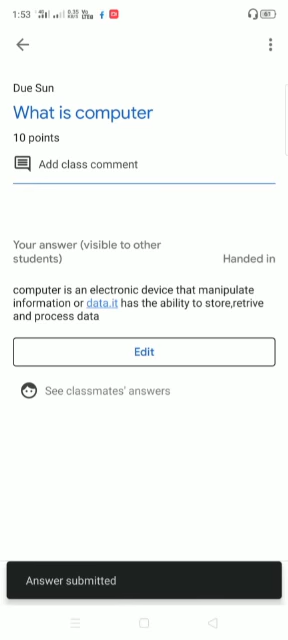 1:53
Due Sun
What is computer
10 points
Add class comment
Your answer (visible to other
students)
Handed in
computer is an electronic device that manipulate
information or data.it has the ability to store,retrive
and process data
Edit
See classmates' answers
Answer submitted